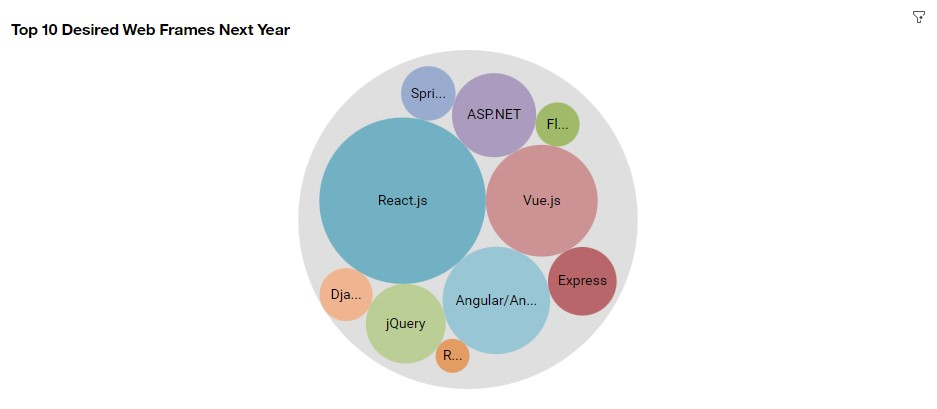 Top 10 Desired Web Frames Next Year
Spri...
ASP.NET
Fl...
React.js
Vue.js
Express
Dja...
Angular/An...
jQuery
R...